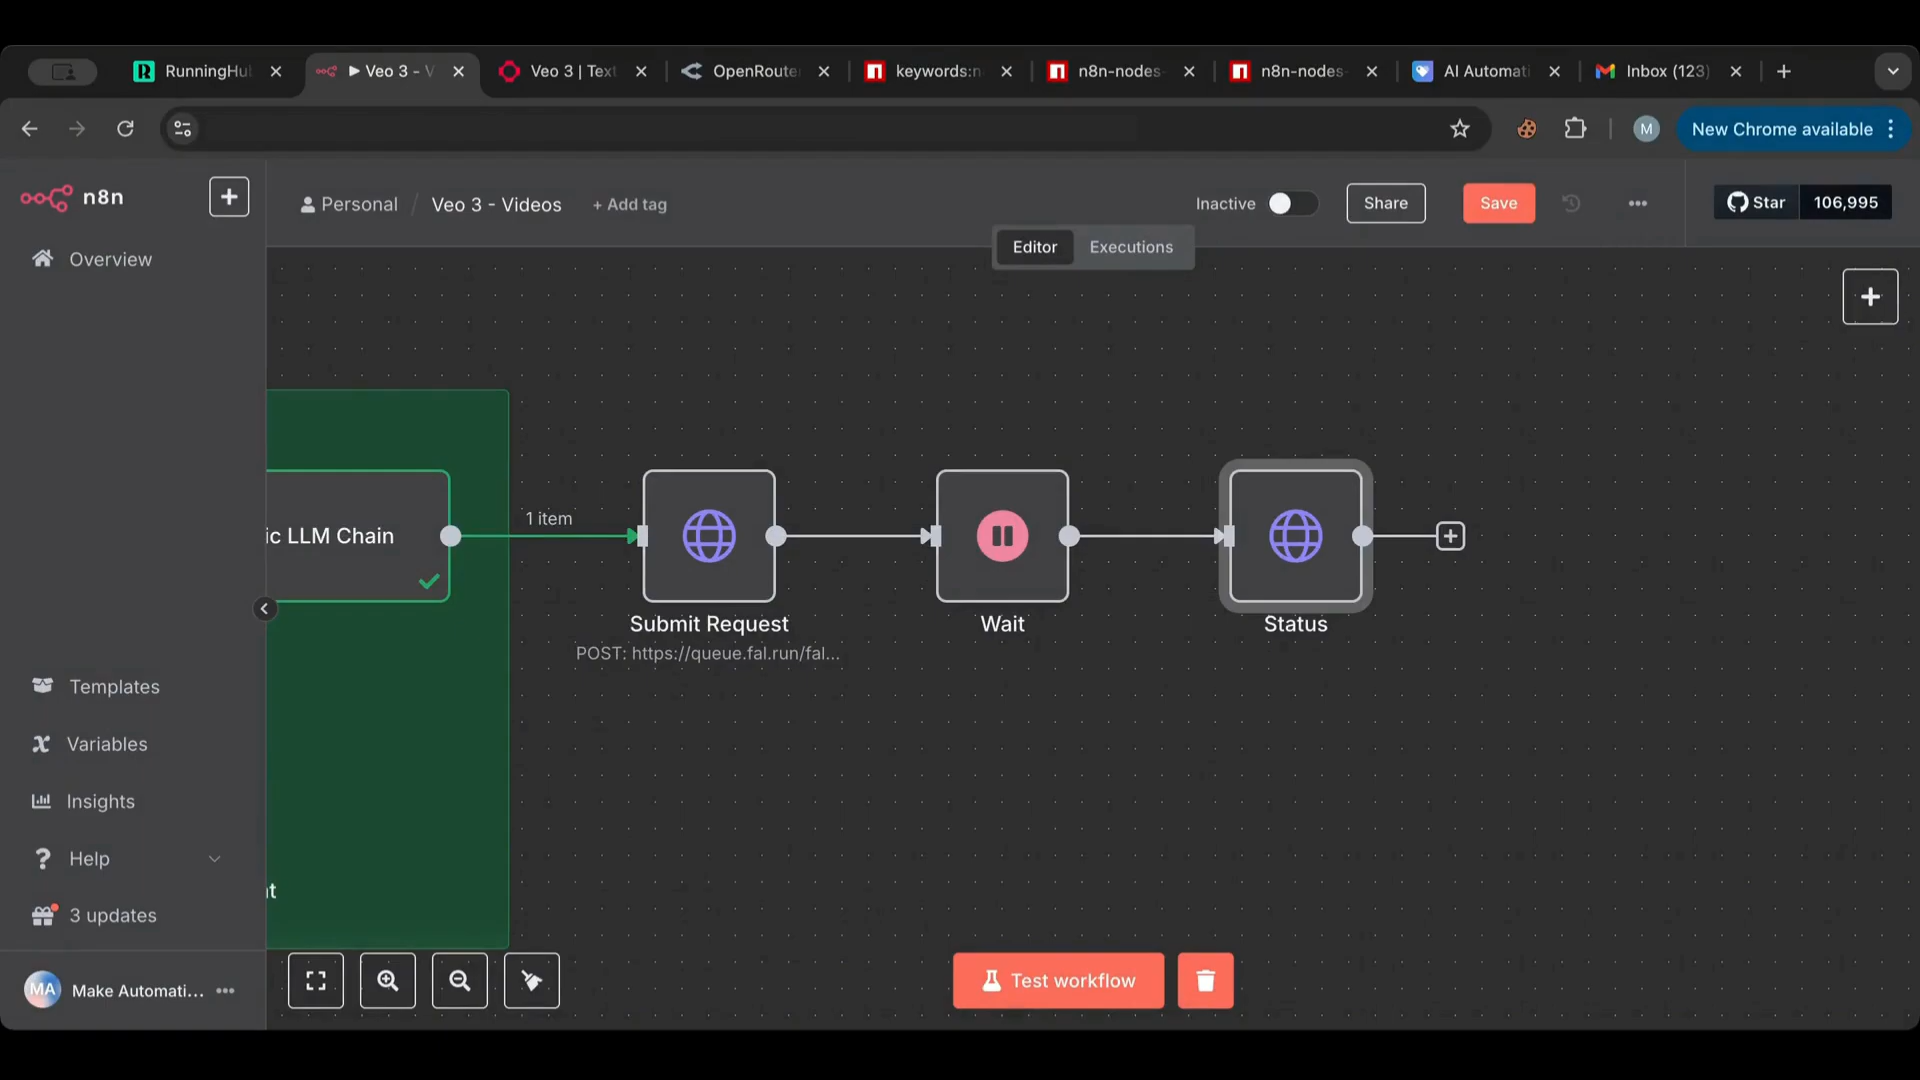 RunningHu
Veo 3 - V
Veo 3 | Text
OpenRoute
keywords:n
n8n-nodes-
n8n-nodes-
AI Automati
Inbox (123)
M
New Chrome available
n8n
Personal / Veo 3 - Videos
+ Add tag
Inactive
Share
Save
Star
106,995
Editor
Executions
Overview
ic LLM Chain
1 item
Submit Request
POST: https://queue.fal.run/fal...
Wait
Status
Templates
Variables
Insights
Help
3 updates
nt
MA
Make Automati...
Test workflow